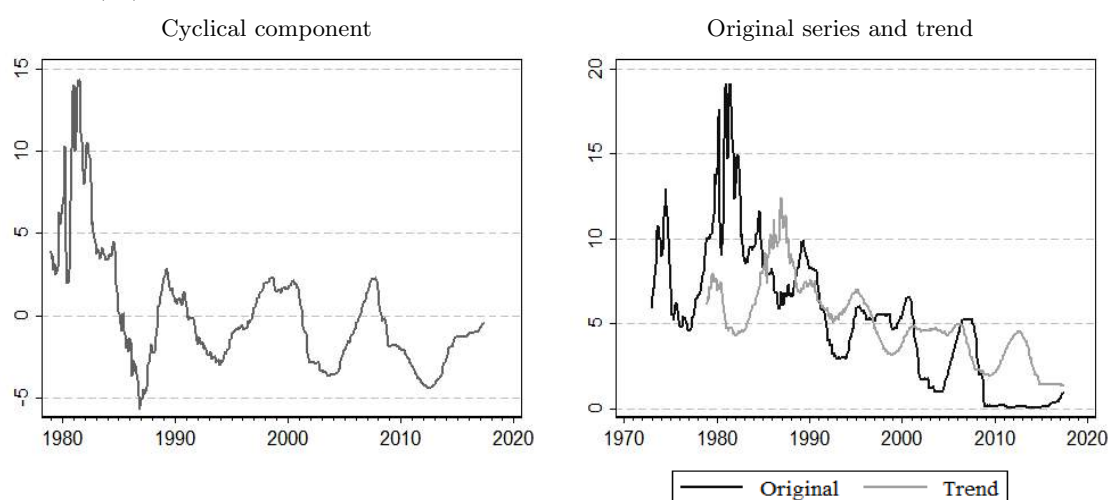 Cyclical component
15
10
5
0
-5
1980 1990 2000 2010 2020
Original series and trend
20
15
10
5
0
1970 1980 1990 2000 2010 2020
Original Trend